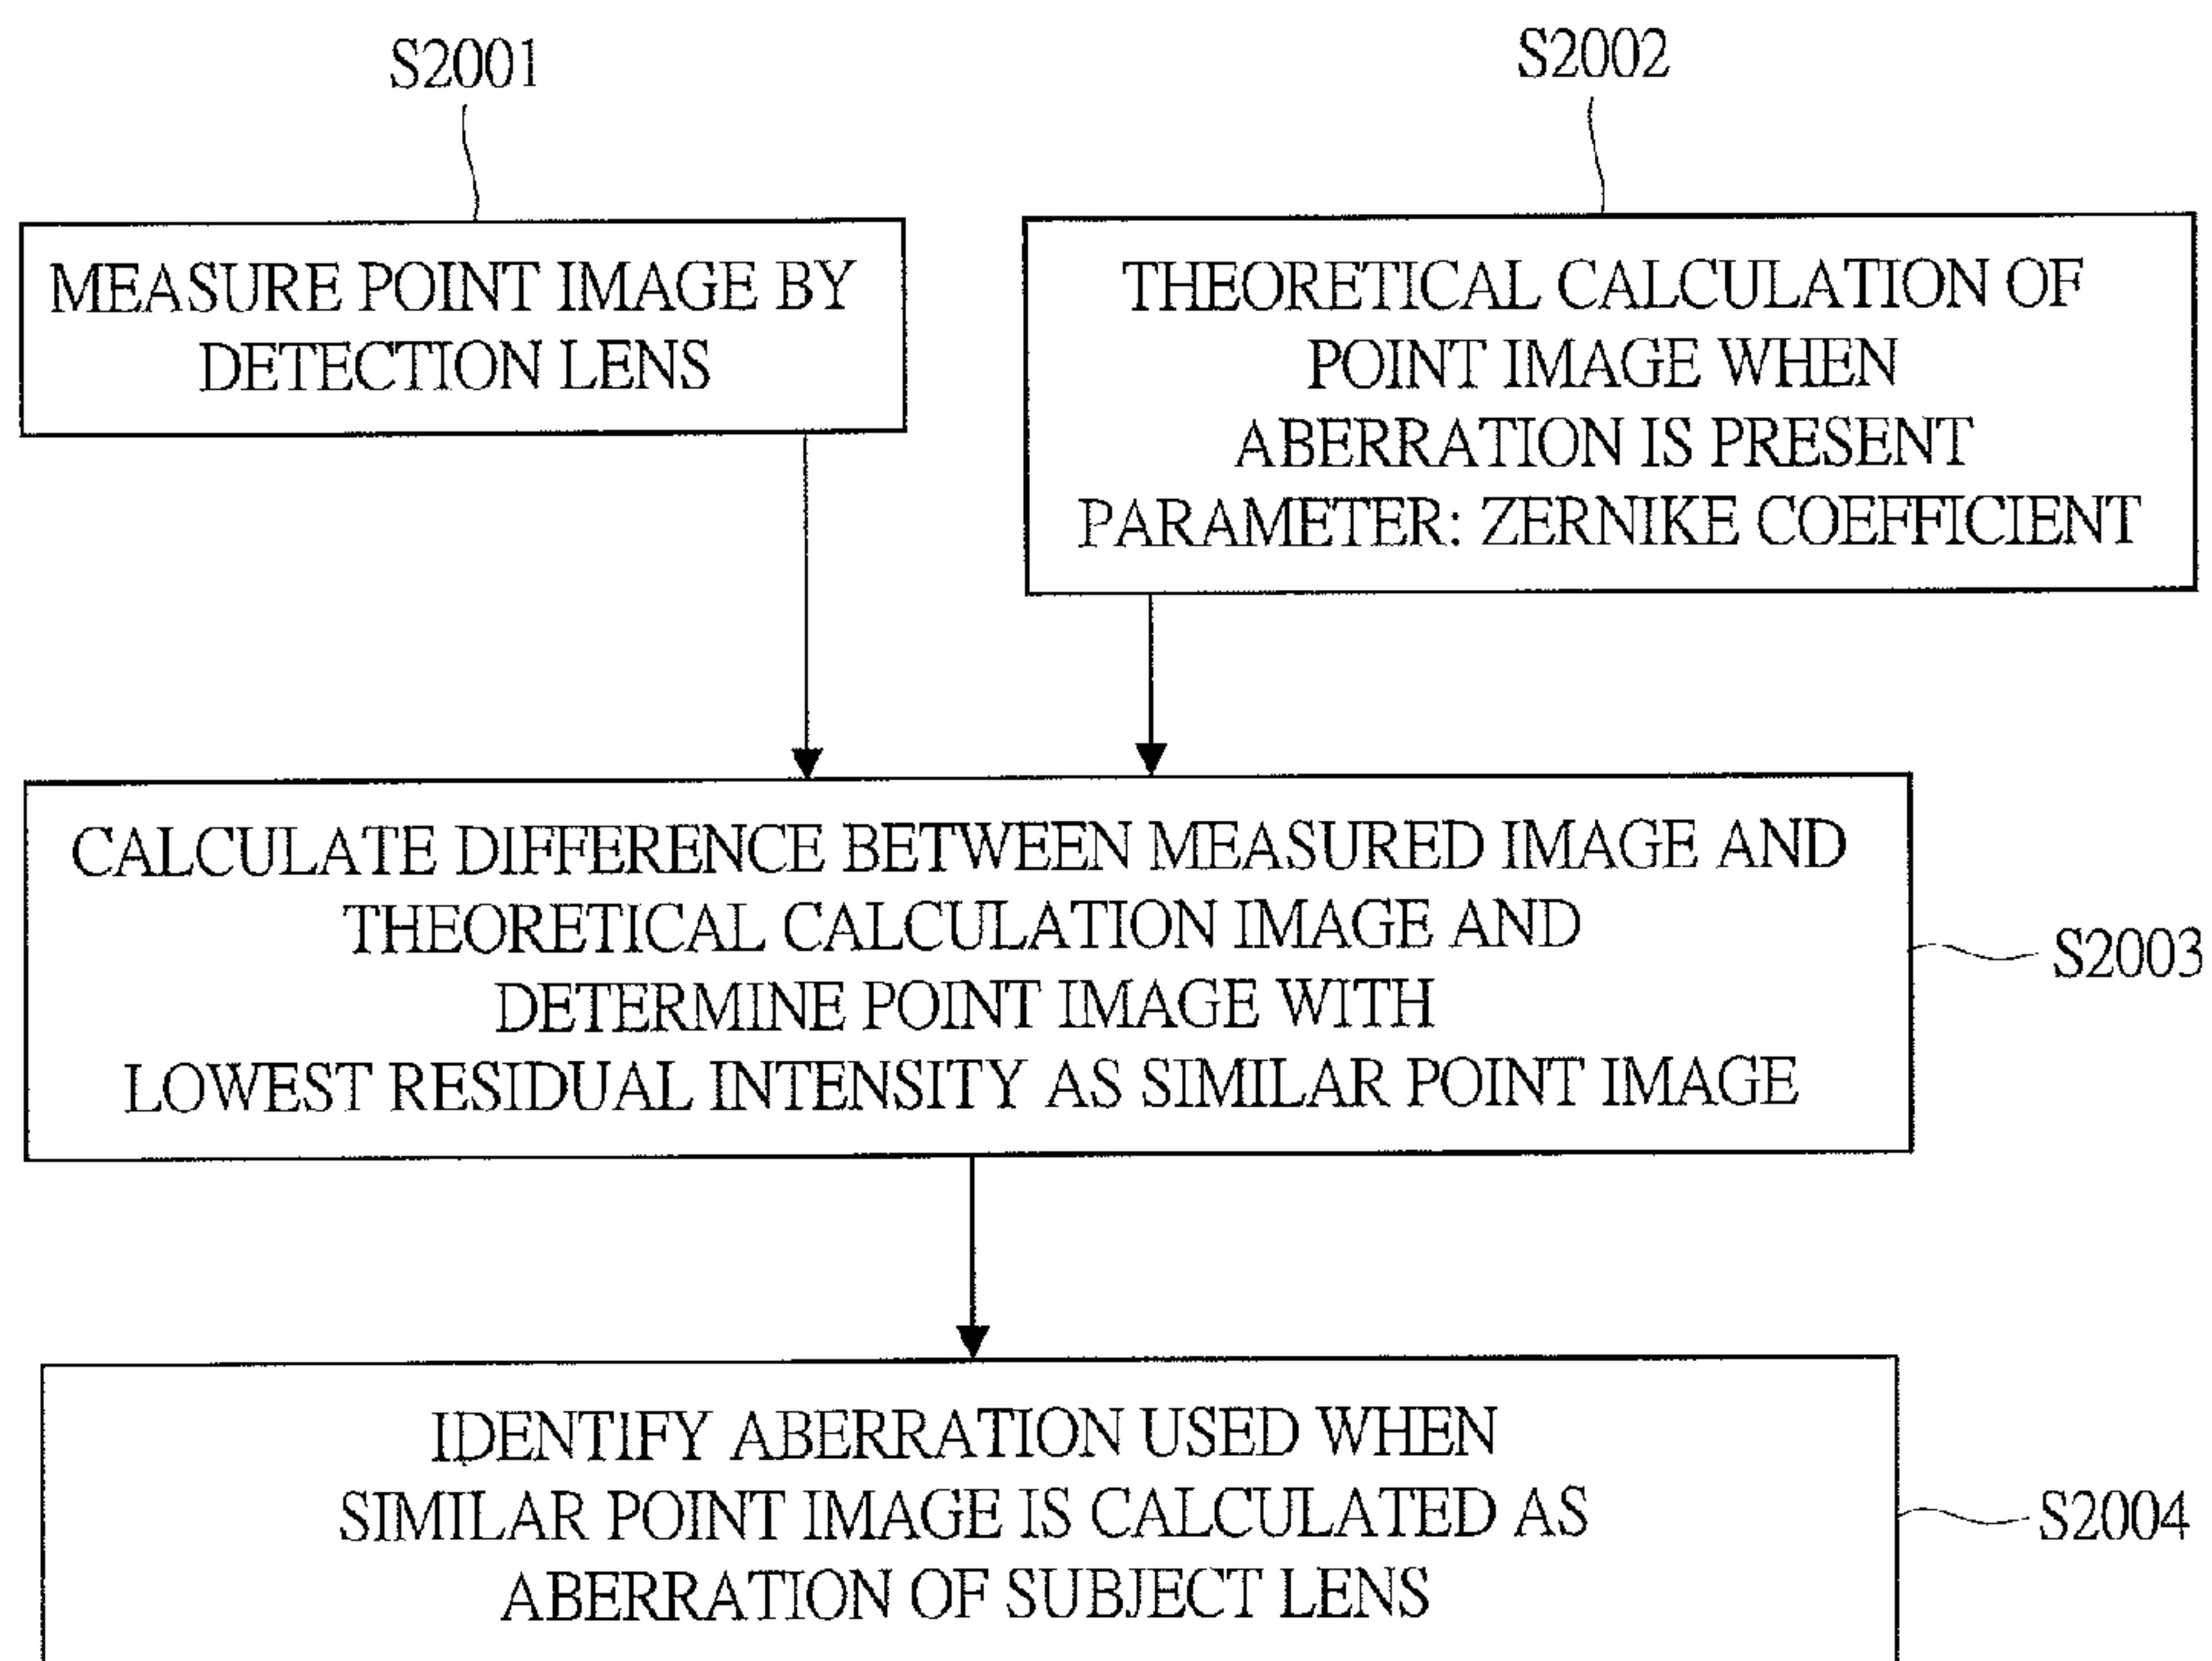 S2001
S2002
MEASURE POINT IMAGE BY
DETECTION LENS
THEORETICAL CALCULATION OF
POINT IMAGE WHEN
ABERRATION IS PRESENT
PARAMETER: ZERNIKE COEFFICIENT
CALCULATE DIFFERENCE BETWEEN MEASURED IMAGE AND
THEORETICAL CALCULATION IMAGE AND
DETERMINE POINT IMAGE WITH
LOWEST RESIDUAL INTENSITY AS SIMILAR POINT IMAGE
S2003
IDENTIFY ABERRATION USED WHEN
SIMILAR POINT IMAGE IS CALCULATED AS
ABERRATION OF SUBJECT LENS
S2004